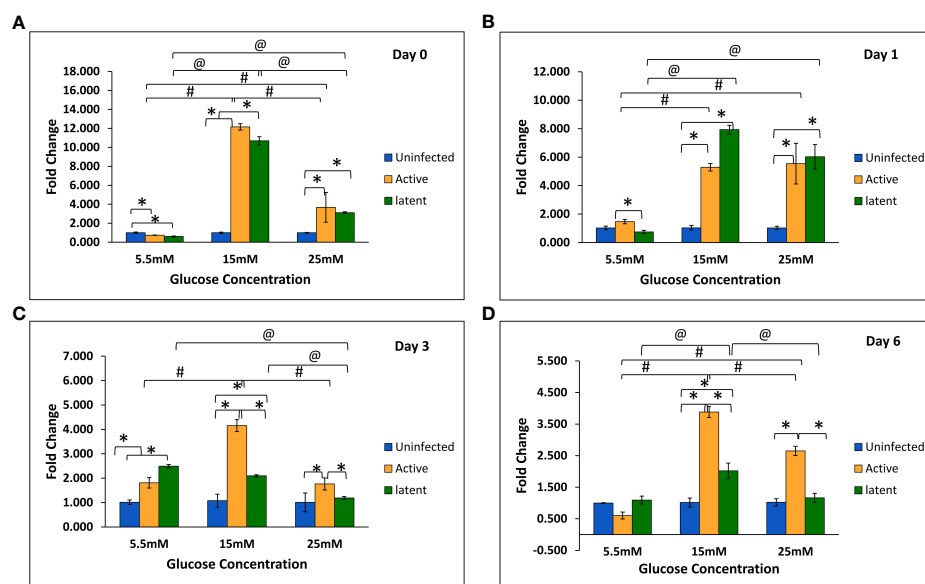 A
Day 0
@
@ @
#
# #
* *
* *
* *
18.000
16.000
14.000
12.000
10.000
8.000
6.000
4.000
2.000
0.000
Fold Change
5.5mM 15mM 25mM
Glucose Concentration
Uninfected
Active
latent
B
Day 1
@
@
#
#
*
* *
* *
12.000
10.000
8.000
6.000
4.000
2.000
0.000
Fold Change
5.5mM 15mM 25mM
Glucose Concentration
Uninfected
Active
latent
C
Day 3
@
@
# #
*
* *
* *
* *
7.000
6.000
5.000
4.000
3.000
2.000
1.000
0.000
Fold Change
5.5mM 15mM 25mM
Glucose Concentration
Uninfected
Active
latent
D
Day 6
@ @
#
# #
*
* *
* *
5.500
4.500
3.500
2.500
1.500
0.500
-0.500
Fold Change
5.5mM 15mM 25mM
Glucose Concentration
Uninfected
Active
latent